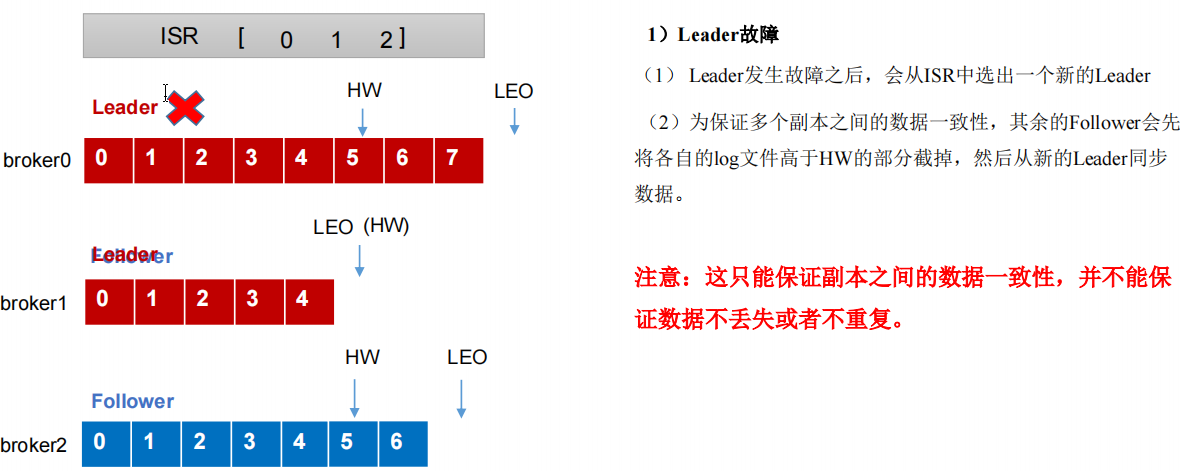 ISR [ 0 1 2 ]
Leader
HW
LEO
broker0
0 1 2 3 4 5 6 7
LEO (HW)
Leader
Follower
broker1
0 1 2 3 4
HW
LEO
Follower
broker2
0 1 2 3 4 5 6
1）Leader故障
（1） Leader发生故障之后，会从ISR中选出一个新的Leader
（2）为保证多个副本之间的数据一致性，其余的Follower会先
将各自的log文件高于HW的部分截掉，然后从新的Leader同步
数据。
注意：这只能保证副本之间的数据一致性，并不能保
证数据不丢失或者不重复。